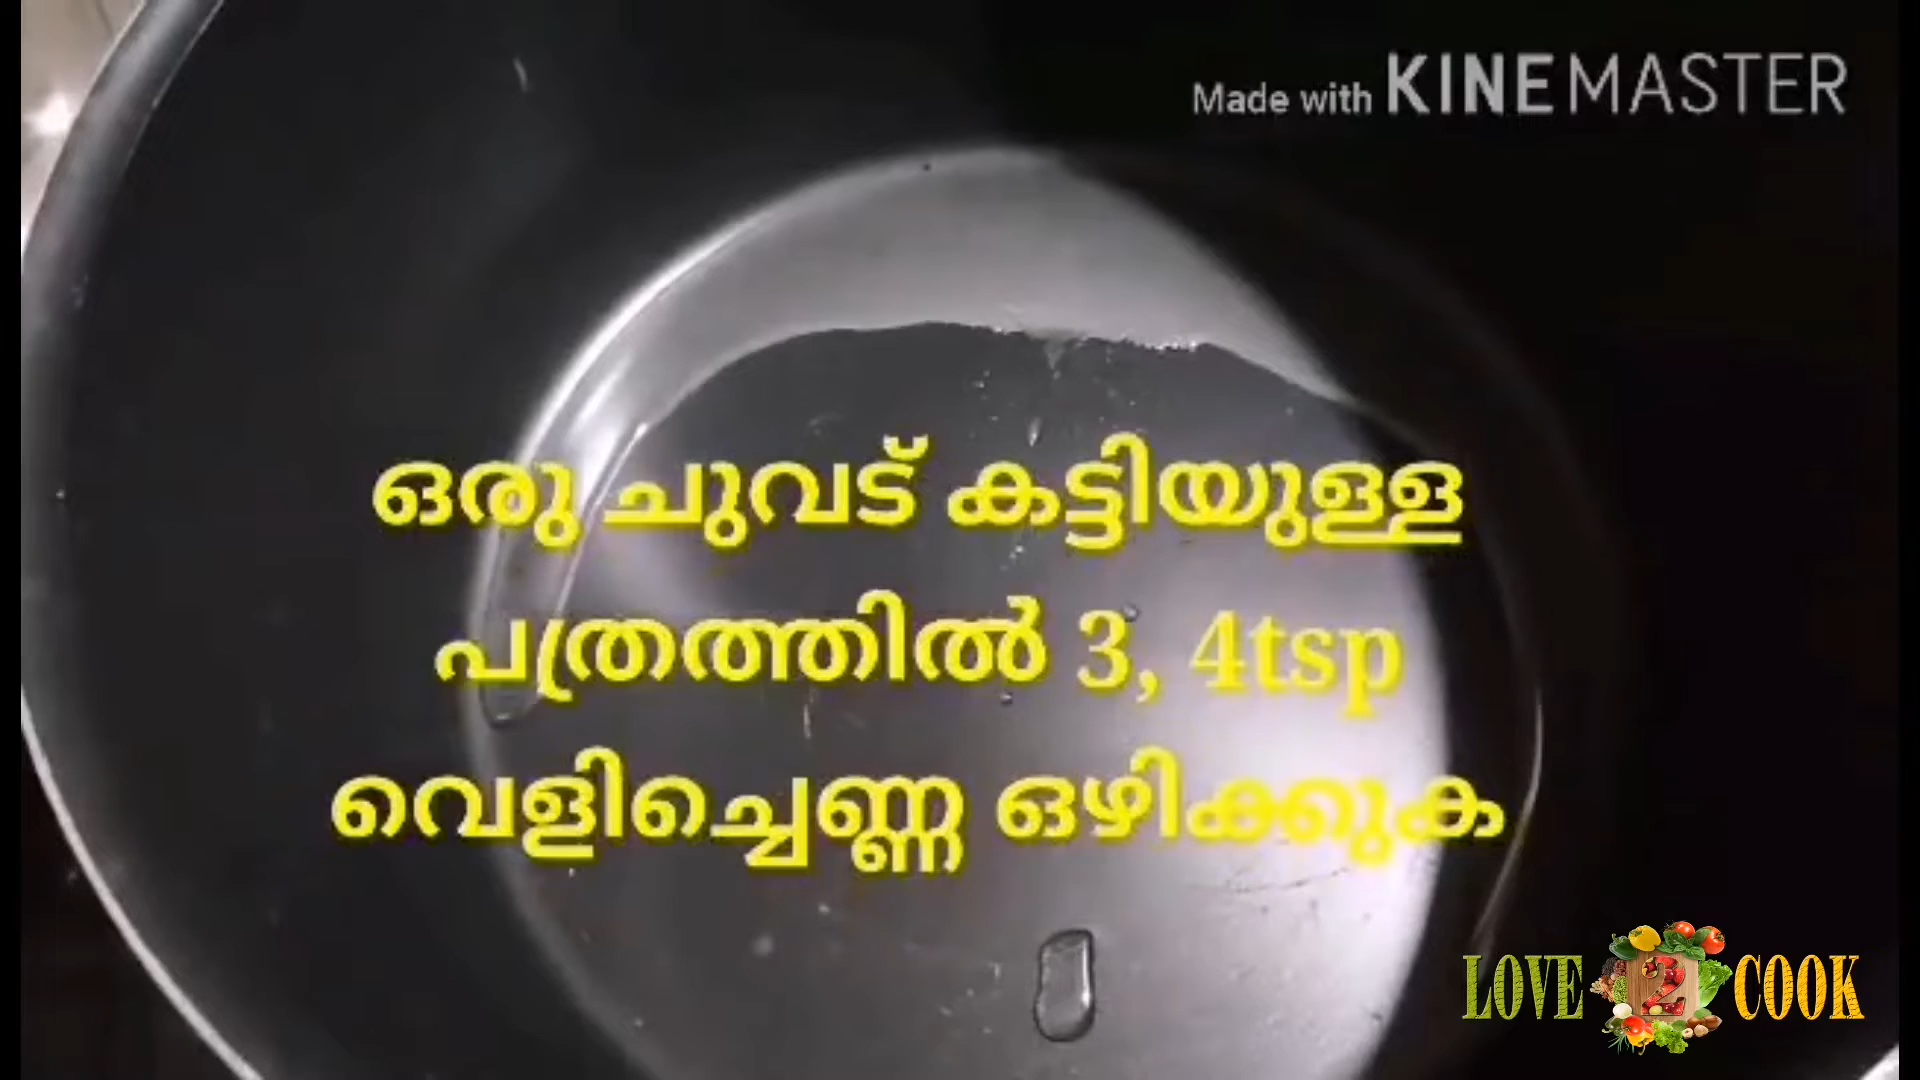 Made with KINEMASTER
ഒരു ചുവട് കട്ടിയുള്ള
പത്രത്തിൽ 3, 4tsp
വെളിച്ചെണ്ണ ഒഴിക്കുക
LOVE 2 COOK